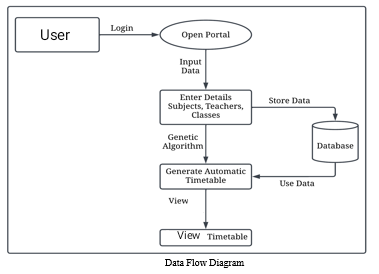 User
Login
Open Portal
Input
Data
Enter Details
Subjects, Teachers,
Classes
Store Data
Genetic
Algorithm
Database
Generate Automatic
Timetable
Use Data
View
View Timetable
Data Flow Diagram